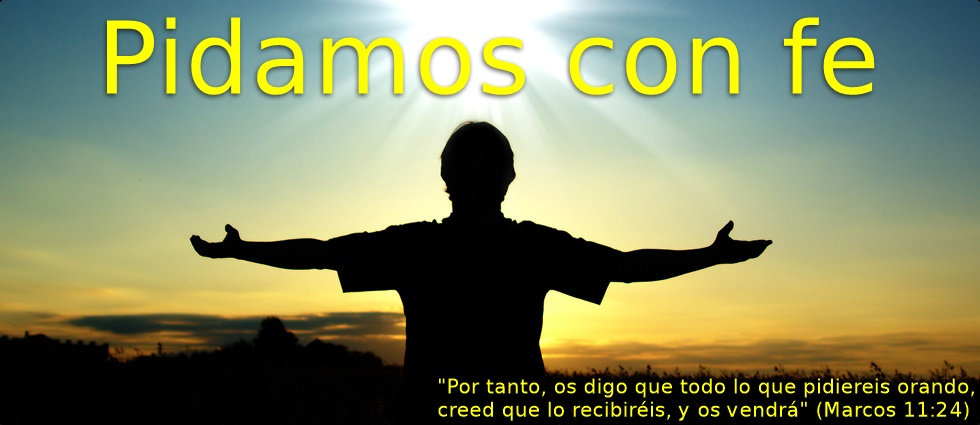 Pidamos con fe
"Por tanto, os digo que todo lo que pidiereis orando,
creed que lo recibiréis, y os vendrá" (Marcos 11:24)